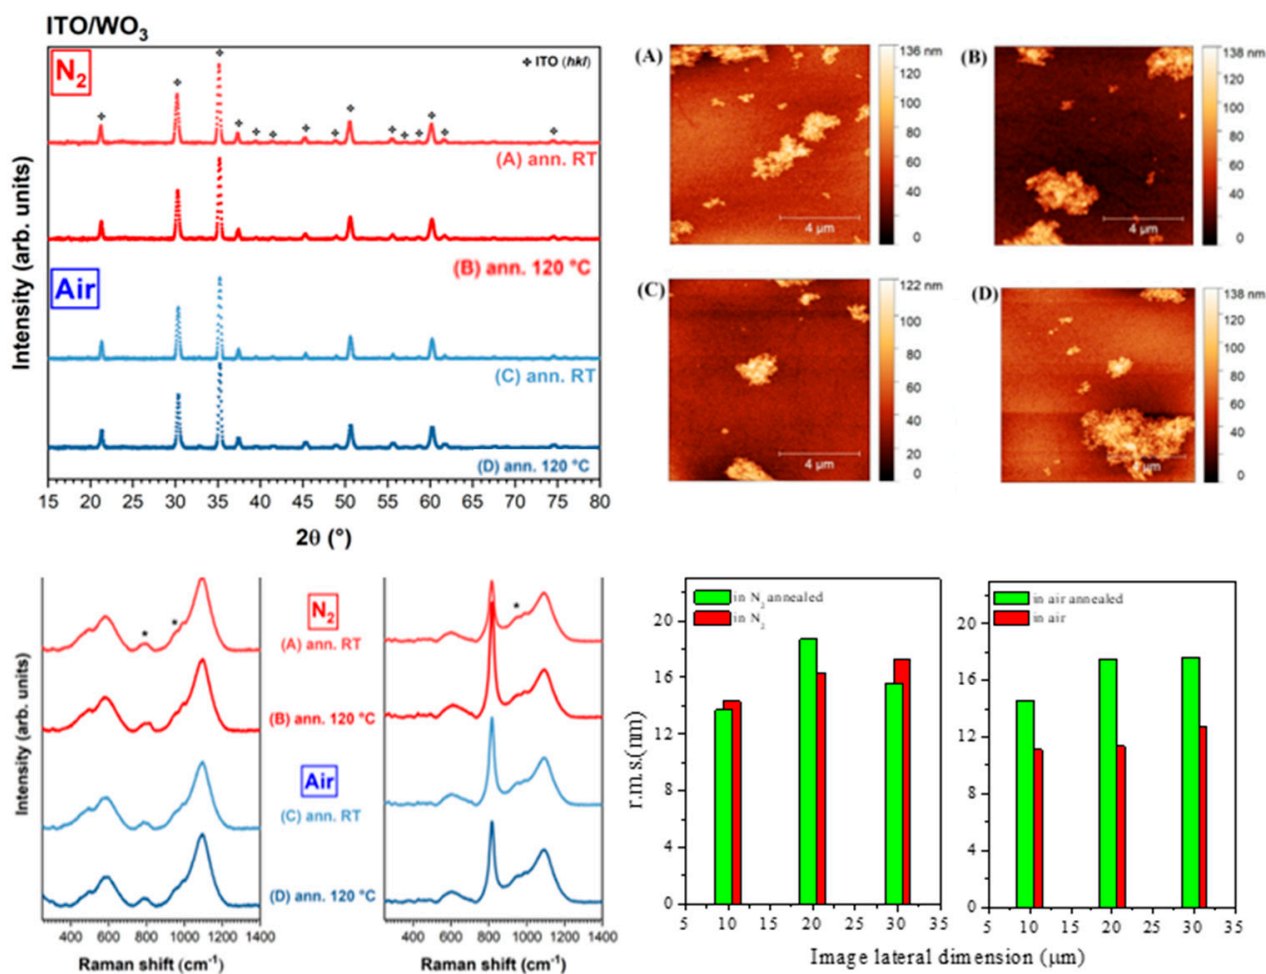 ITO/WO3
N2
✣ ITO (hkl)
(A) ann. RT
(B) ann. 120 °C
Air
(C) ann. RT
(D) ann. 120 °C
Intensity (arb. units)
15 20 25 30 35 40 45 50 55 60 65 70 75 80
2θ (°)
(A)
136 nm
120
100
80
60
40
0
4 µm
(B)
138 nm
120
100
80
60
40
0
4 µm
(C)
122 nm
100
80
60
40
20
0
4 µm
(D)
138 nm
120
100
80
60
40
0
4 µm
Intensity (arb. units)
* *
N2
(A) ann. RT
(B) ann. 120 °C
Air
(C) ann. RT
(D) ann. 120 °C
*
400 600 800 1000 1200 1400
Raman shift (cm-1)
400 600 800 1000 1200 1400
Raman shift (cm-1)
in N2 annealed
in N2
r.m.s.(nm)
20
16
12
8
4
0
5 10 15 20 25 30 35
in air annealed
in air
20
16
12
8
4
0
5 10 15 20 25 30 35
Image lateral dimension (µm)